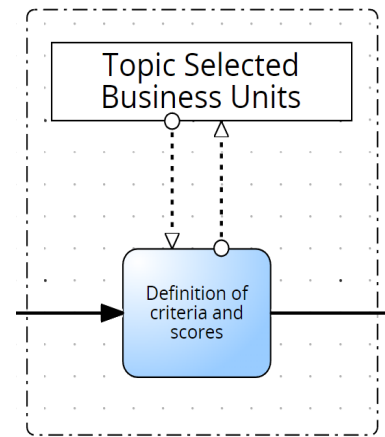 Topic Selected
Business Units
Definition of
criteria and
scores